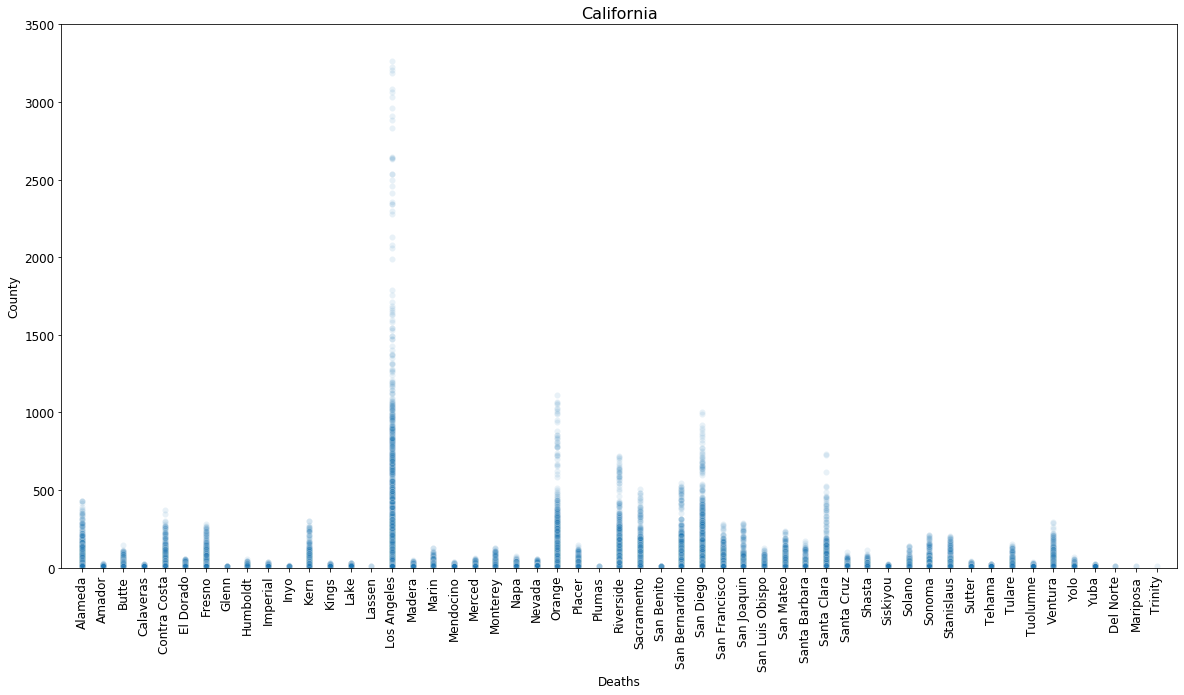 California
3500
3000
2500
2000
1500
1000
500
0
County
Alameda
Amador
Butte
Calaveras
Contra Costa
El Dorado
Fresno
Glenn
Humboldt
Imperial
Inyo
Kern
Kings
Lake
Lassen
Los Angeles
Madera
Marin
Mendocino
Merced
Monterey
Napa
Nevada
Orange
Placer
Plumas
Riverside
Sacramento
San Benito
San Bernardino
San Diego
San Francisco
San Joaquin
San Luis Obispo
San Mateo
Santa Barbara
Santa Clara
Santa Cruz
Shasta
Siskiyou
Solano
Sonoma
Stanislaus
Sutter
Tehama
Tulare
Tuolumne
Ventura
Yolo
Yuba
Del Norte
Mariposa
Trinity
Deaths